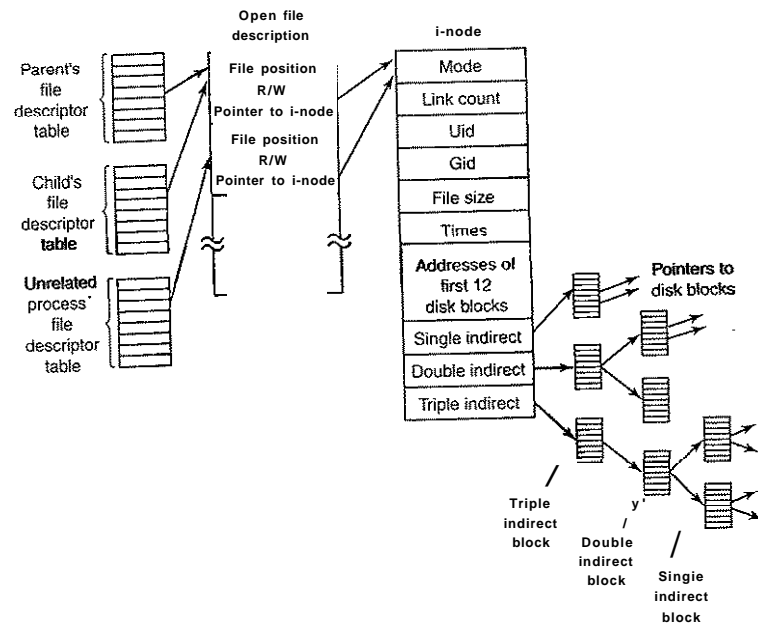 Open file
description
i-node
Parent's
file
descriptor
table
File position
R/W
Pointer to i-node
File position
R/W
Pointer to i-node
Child's
file
descriptor
table
Unrelated
process'
file
descriptor
table
Mode
Link count
Uid
Gid
File size
Times
Addresses of
first 12
disk blocks
Single indirect
Double indirect
Triple indirect
Pointers to
disk blocks
Triple
indirect
block
y'
Double
indirect
block
Singie
indirect
block